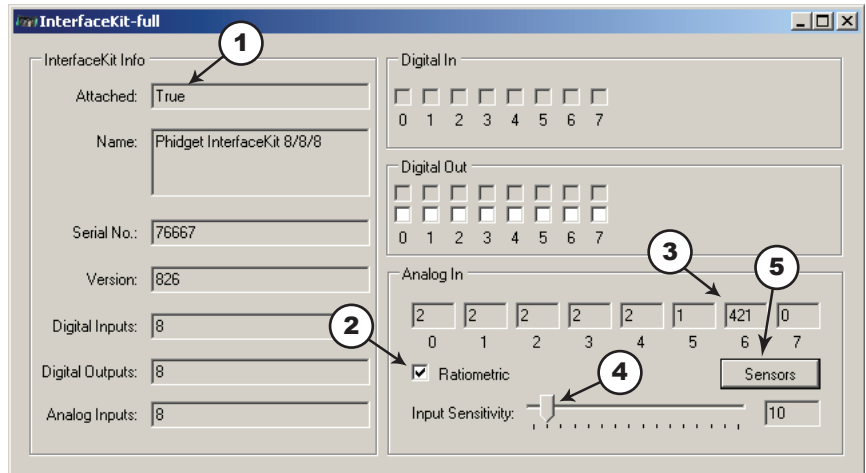 InterfaceKit-full
1
InterfaceKit Info
Attached: True
Name: Phidget InterfaceKit 8/8/8
Serial No.: 76667
Version: 826
Digital Inputs: 8
Digital Outputs: 8
Analog Inputs: 8
Digital In
0 1 2 3 4 5 6 7
Digital Out
0 1 2 3 4 5 6 7
3
5
Analog In
2 2 2 2 2 1 421 0
0 1 2 3 4 5 6 7
2
Ratiometric
4
Sensors
Input Sensitivity: 10